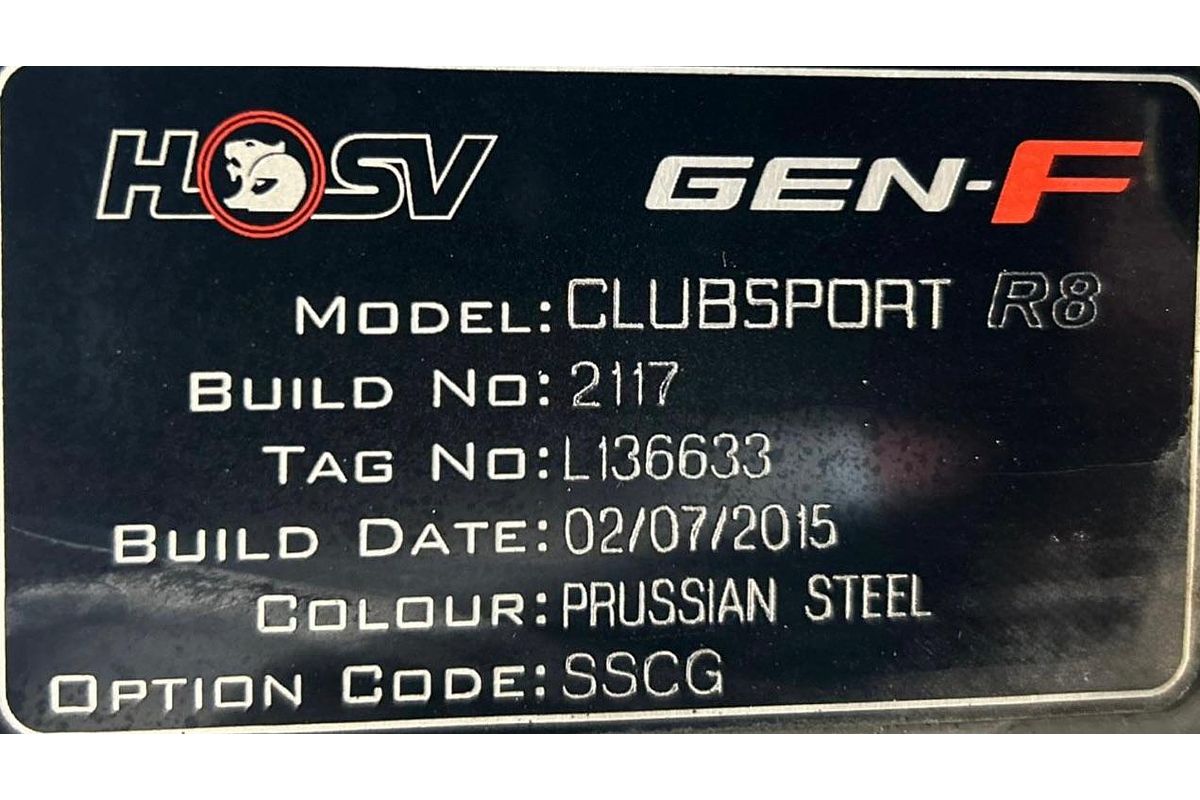 HSV GEN-F
MODEL: CLUBSPORT R8
BUILD NO: 2117
TAG NO: L136633
BUILD DATE: 02/07/2015
COLOUR: PRUSSIAN STEEL
OPTION CODE: SSCG